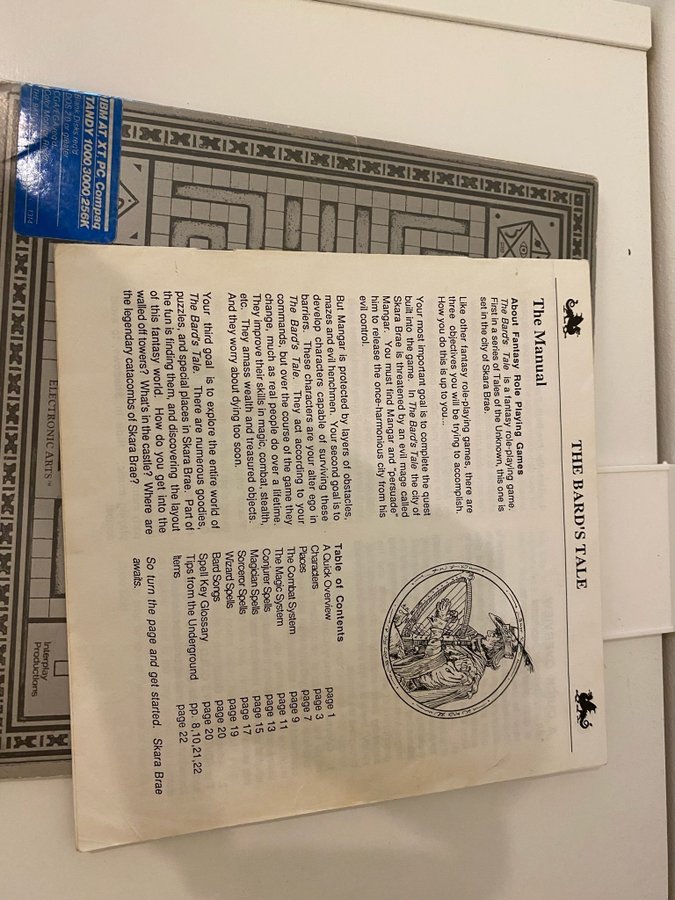 THE BARD'S TALE
The Manual
About Fantasy Role Playing Games
The Bard's Tale is a fantasy role-playing game.
First in a series of Tales of the Unknown, this one is
set in the city of Skara Brae.
Like other fantasy role-playing games, there are
three objectives you will be trying to accomplish.
How you do this is up to you...
Your most important goal is to complete the quest
built into the game. In The Bard's Tale the city of
Skara Brae is threatened by an evil mage called
Mangar. You must find Mangar and "persuade"
him to release the once-harmonious city from his
evil control.
But Mangar is protected by layers of obstacles,
mazes and evil henchmen. Your second goal is to
develop characters capable of surviving these
barriers. These characters are your alter ego in
The Bard's Tale. They act according to your
commands, but over the course of the game they
change, much as real people do over a lifetime.
They improve their skills in magic, combat, stealth,
etc. They amass wealth and treasured objects.
And they worry about dying too soon.
Your third goal is to explore the entire world of
The Bard's Tale. There are numerous goodies,
puzzles, and special places in Skara Brae. Part of
the fun is finding them, and discovering the layout
of this fantasy world. How do you get into the
walled off towers? What's in the castle? Where are
the legendary catacombs of Skara Brae?
Table of Contents
A Quick Overview page 1
Characters page 3
Places page 7
The Combat System page 9
The Magic System page 11
Conjurer Spells page 13
Magician Spells page 15
Sorceror Spells page 17
Wizard Spells page 19
Bard Songs page 20
Spell Key Glossary page 20
Tips from the Underground pp. 8,10,21,22
Items page 22
So turn the page and get started. Skara Brae
awaits.
IBM AT, XT, PC, Compaq
TANDY 1000, 3000, 256K
ELECTRONIC ARTS™
Interplay
Productions